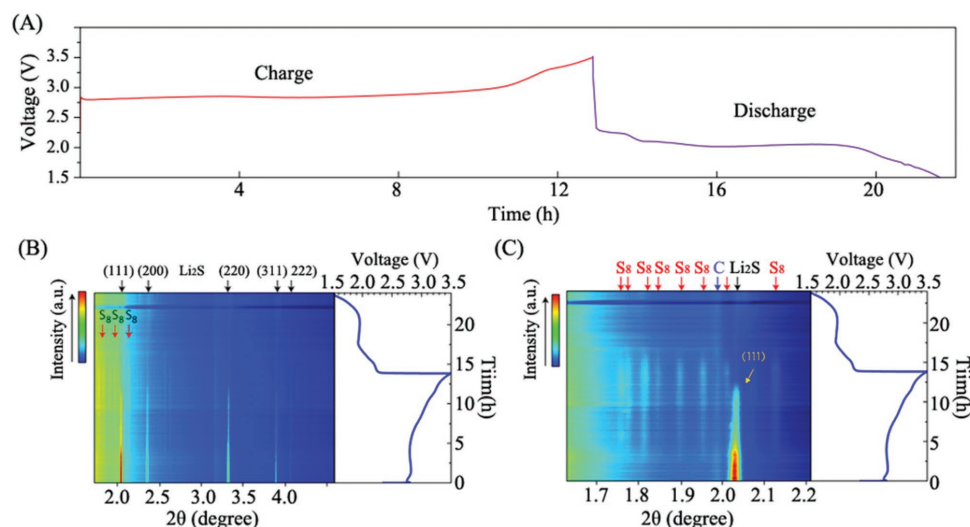 (A)
Voltage (V)
3.5
3.0
2.5
2.0
1.5
Charge
Discharge
4 8 12 16 20
Time (h)
(B)
Intensity (a.u.)
(111) (200) Li2S (220) (311) 222
S8 S8 S8
2.0 2.5 3.0 3.5 4.0
2θ (degree)
Voltage (V)
1.5 2.0 2.5 3.0 3.5
20
15
10
5
0
Tiim(h)
(C)
Intensity (a.u.)
S8 S8 S8 S8 S8 C Li2S S8
(111)
1.7 1.8 1.9 2.0 2.1 2.2
2θ (degree)
Voltage (V)
1.5 2.0 2.5 3.0 3.5
20
15
10
5
0
Tiim(h)